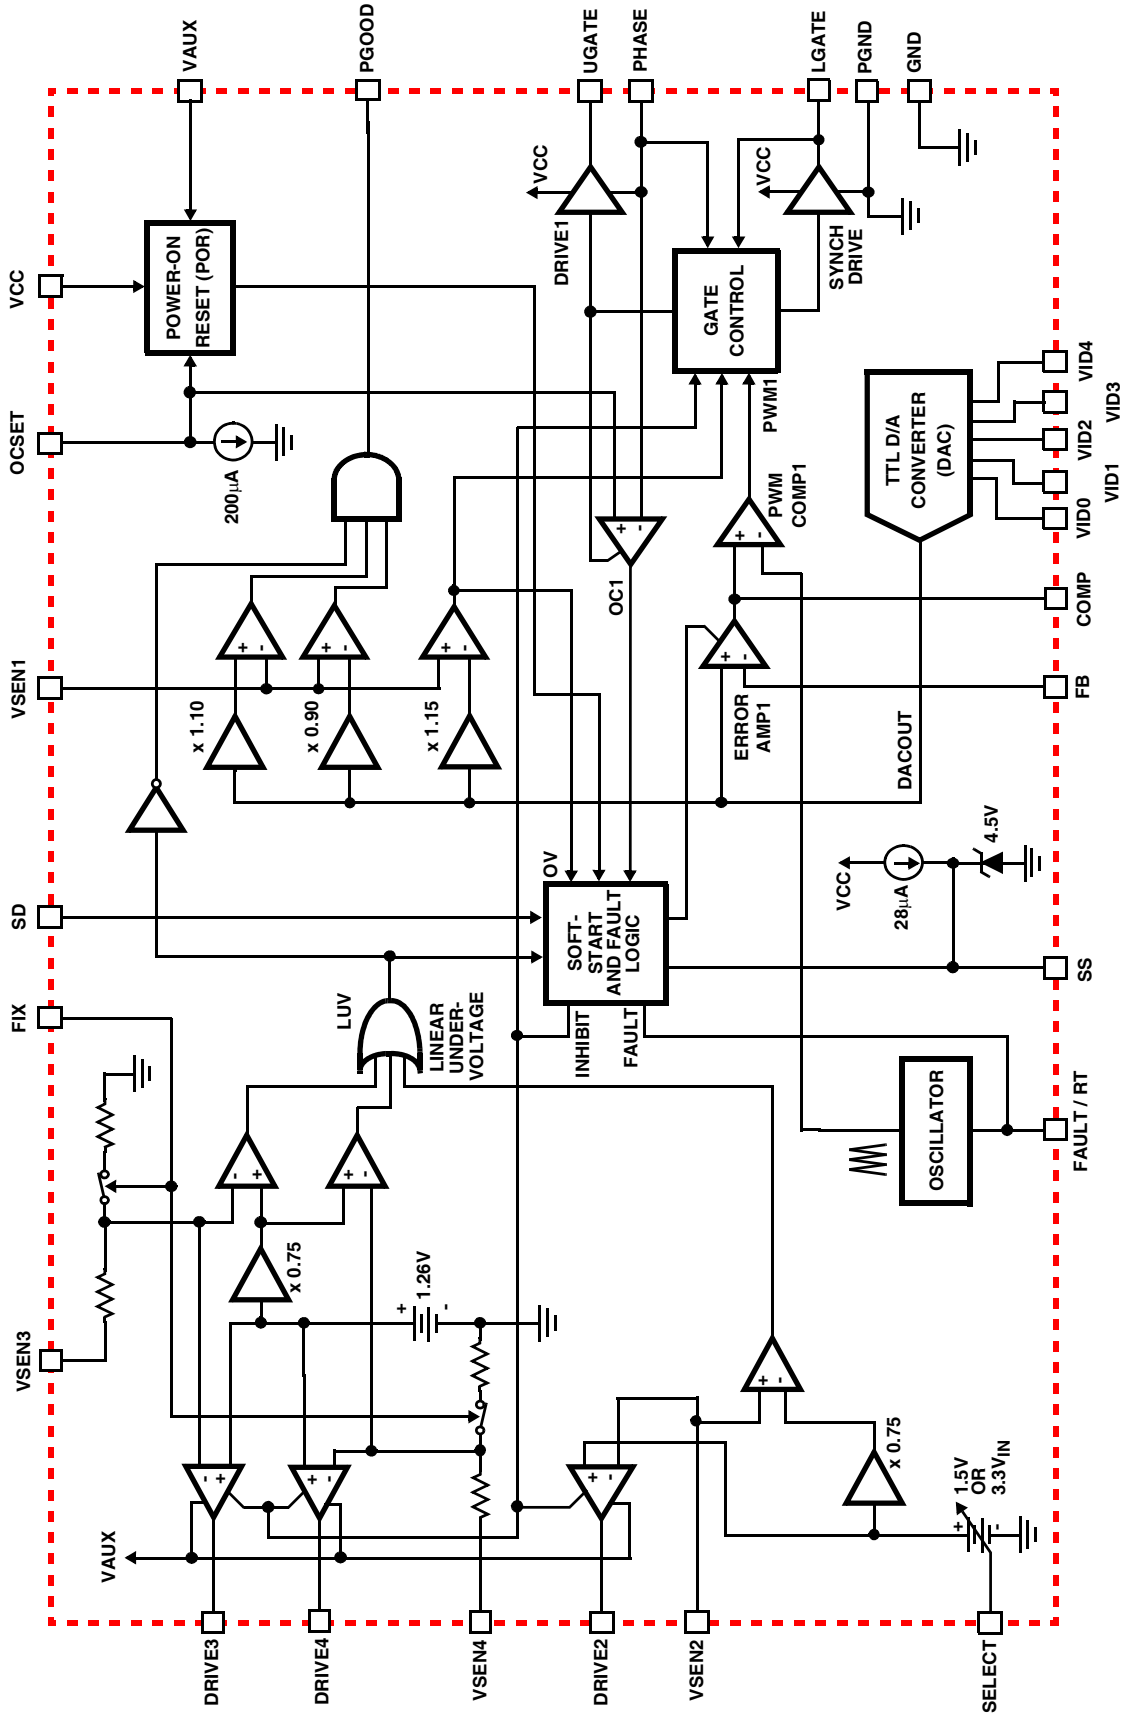 VSEN3
FIX
SD
VSEN1
OCSET
VCC
VAUX
PGOOD
UGATE
PHASE
LGATE
PGND
GND
POWER-ON
RESET (POR)
200μA
x 1.10
x 0.90
x 1.15
+
-
+
-
+
-
DRIVE1
VCC
GATE
CONTROL
PWM1
SYNCH
DRIVE
VCC
+
-
OC1
PWM
COMP1
+
-
ERROR
AMP1
+
-
TTL D/A
CONVERTER
(DAC)
VID0
VID1
VID2
VID3
VID4
DACOUT
COMP
FB
OV
SOFT-
START
AND FAULT
LOGIC
INHIBIT
FAULT
LUV
LINEAR
UNDER-
VOLTAGE
VCC
28μA
4.5V
SS
OSCILLATOR
FAULT / RT
-
+
+
-
x 0.75
1.26V
+
-
-
+
+
-
+
-
+
-
x 0.75
1.5V
OR
3.3VIN
+
-
VAUX
DRIVE3
DRIVE4
VSEN4
DRIVE2
VSEN2
SELECT